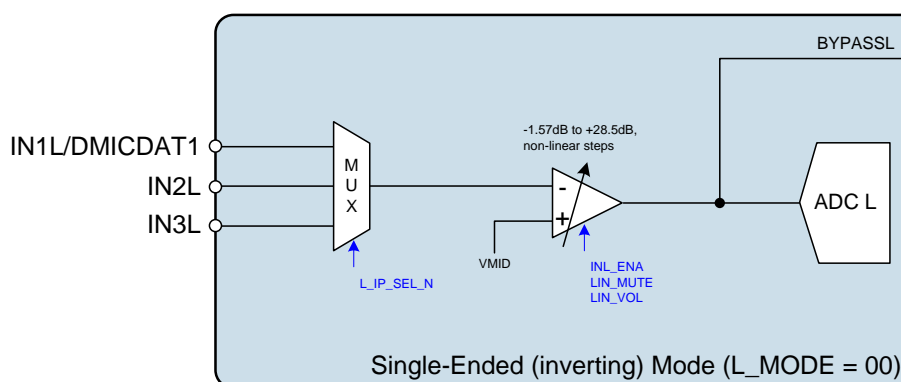 BYPASSL
-1.57dB to +28.5dB,
non-linear steps
IN1L/DMICDAT1
IN2L
IN3L
M
U
X
-
+
ADC L
VMID
L_IP_SEL_N
INL_ENA
LIN_MUTE
LIN_VOL
Single-Ended (inverting) Mode (L_MODE = 00)